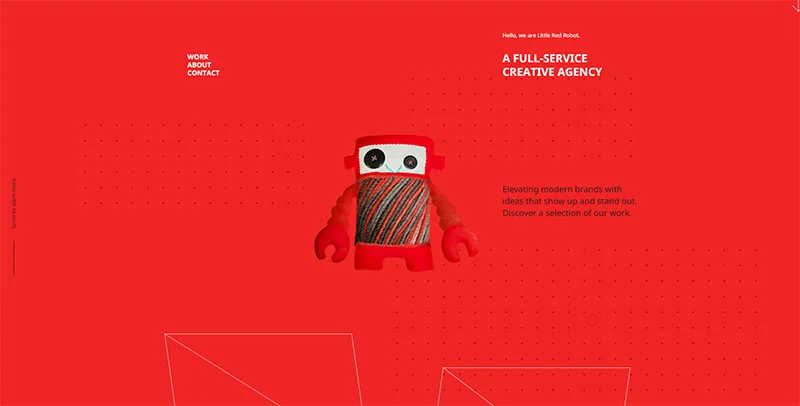 Hello, we are Little Red Robot.
WORK
ABOUT
CONTACT
A FULL-SERVICE
CREATIVE AGENCY
Elevating modern brands with
ideas that show up and stand out.
Discover a selection of our work.
Scroll to learn more